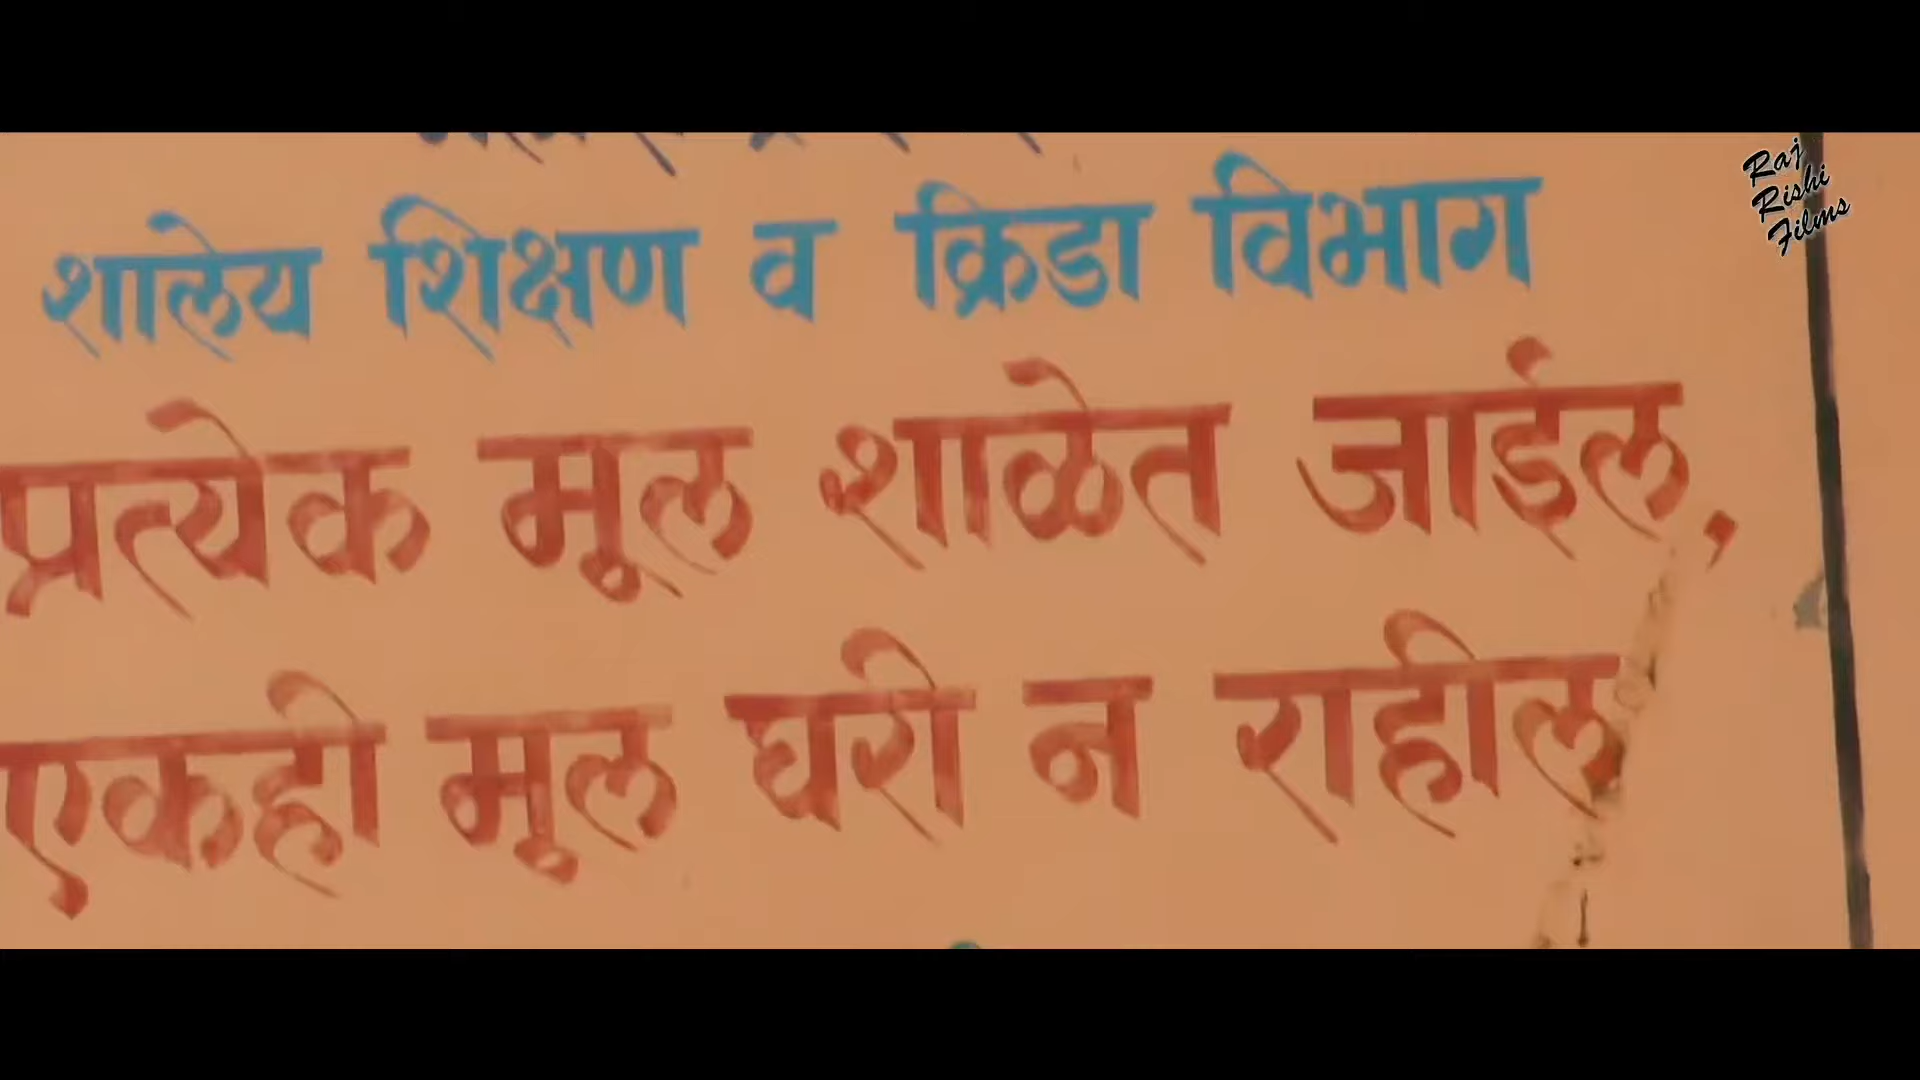 शालेय शिक्षण व क्रिडा विभाग
प्रत्येक मूल शाळेत जाईल,
एकही मूल घरी न राहील
Raj
Rishi
Films